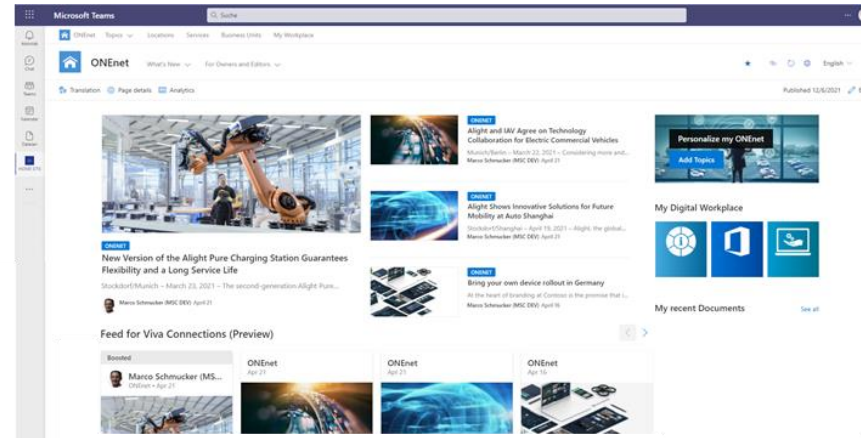 Microsoft Teams
Suche
ONEnet Topics Locations Services Business Units My Workplace
Chat
Teams
Kalender
Dateien
ONEnet What's New For Owners and Editors
English
Translation Page details Analytics
Published 12/6/2021
ONENET
New Version of the Alight Pure Charging Station Guarantees
Flexibility and a Long Service Life
Stockdorf/Munich – March 23, 2021 – The second-generation Alight Pure...
Marco Schmucker (MSC DEV) April 21
ONENET
Alight and IAV Agree on Technology
Collaboration for Electric Commercial Vehicles
Munich/Berlin – March 22, 2021 – Considering more and...
Marco Schmucker (MSC DEV) April 21
ONENET
Alight Shows Innovative Solutions for Future
Mobility at Auto Shanghai
Stockdorf/Shanghai – April 19, 2021 – Alight, the global...
Marco Schmucker (MSC DEV) April 21
ONENET
Bring your own device rollout in Germany
At the heart of branding at Contoso is the promise that i...
Marco Schmucker (MSC DEV) April 16
Personalize my ONEnet
Add Topics
My Digital Workplace
My recent Documents See all
Feed for Viva Connections (Preview)
Boosted
Marco Schmucker (MS...
ONEnet • Apr 21
ONEnet
Apr 21
ONEnet
Apr 21
ONEnet
Apr 16